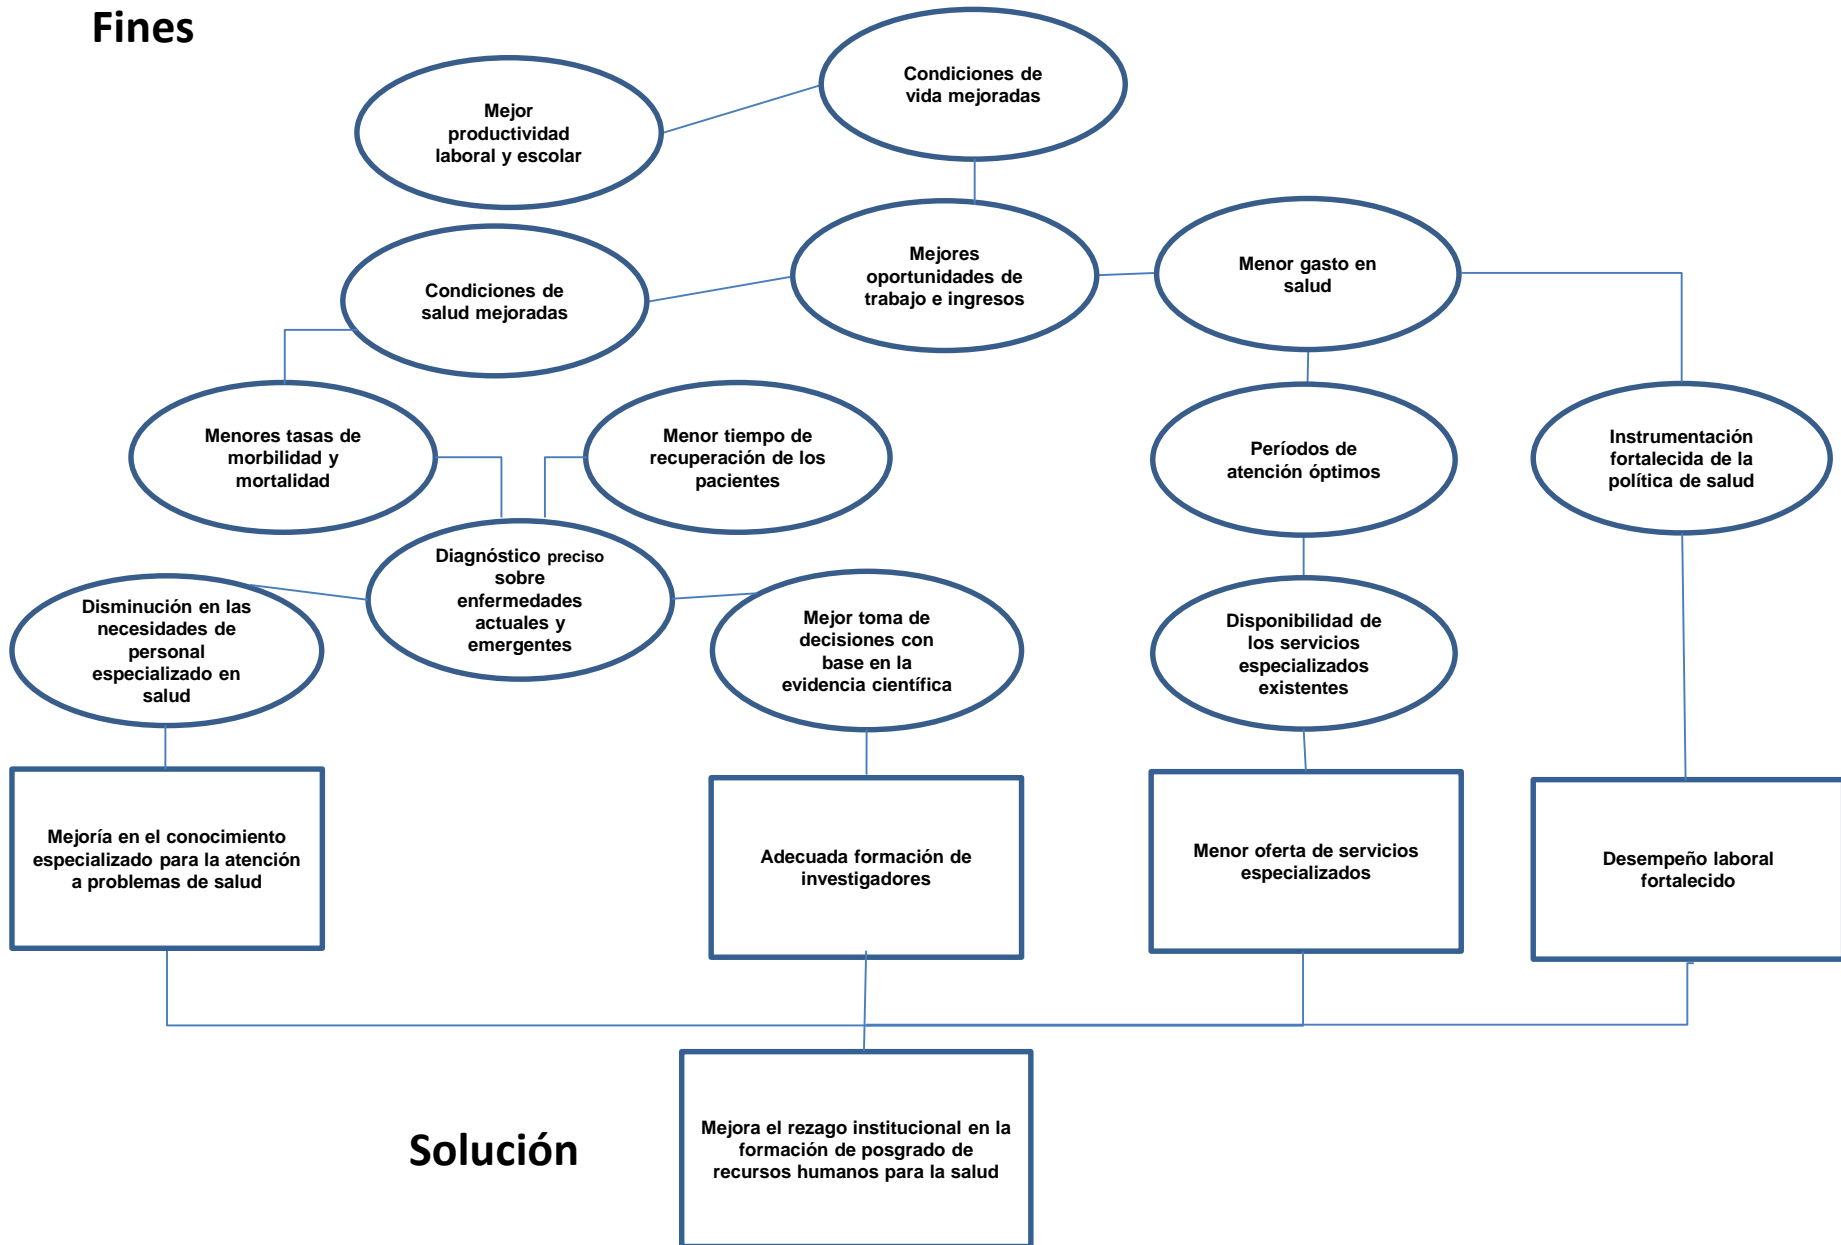 Fines
Condiciones de
vida mejoradas
Mejor
productividad
laboral y escolar
Mejores
oportunidades de
trabajo e ingresos
Menor gasto en
salud
Condiciones de
salud mejoradas
Menores tasas de
morbilidad y
mortalidad
Menor tiempo de
recuperación de los
pacientes
Períodos de
atención óptimos
Instrumentación
fortalecida de la
política de salud
Diagnóstico preciso
sobre
enfermedades
actuales y
emergentes
Disminución en las
necesidades de
personal
especializado en
salud
Mejor toma de
decisiones con
base en la
evidencia científica
Disponibilidad de
los servicios
especializados
existentes
Mejoría en el conocimiento
especializado para la atención
a problemas de salud
Adecuada formación de
investigadores
Menor oferta de servicios
especializados
Desempeño laboral
fortalecido
Solución
Mejora el rezago institucional en la
formación de posgrado de
recursos humanos para la salud